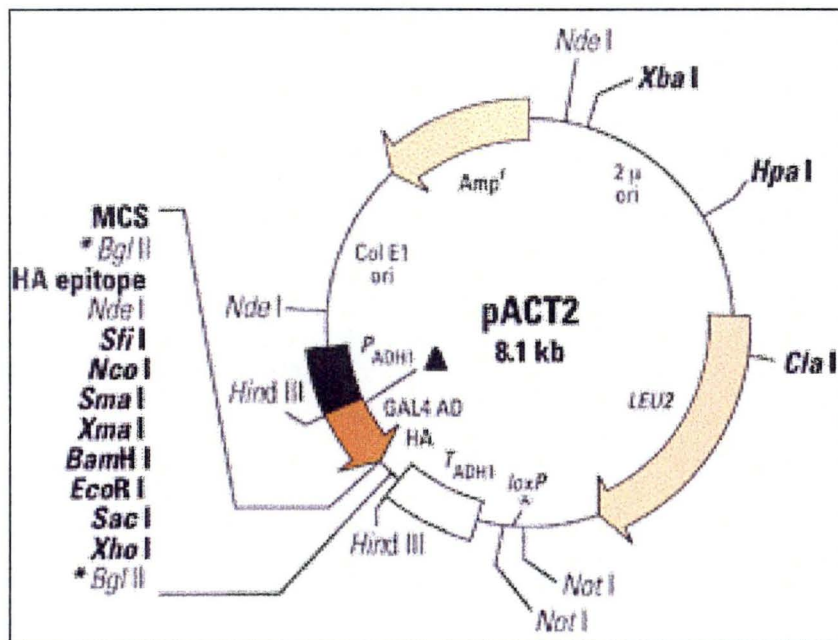 Nde I
Xba I
Amp^r
2 µ
ori
Hpa I
MCS
* Bgl II
HA epitope
Nde I
Sfi I
Nco I
Sma I
Xma I
BamH I
EcoR I
Sac I
Xho I
* Bgl II
Col E1
ori
Nde I
pACT2
8.1 kb
P ADH1
Hind III
GAL4 AD
HA
Cla I
LEU2
T ADH1
loxP
Hind III
Not I
Not I